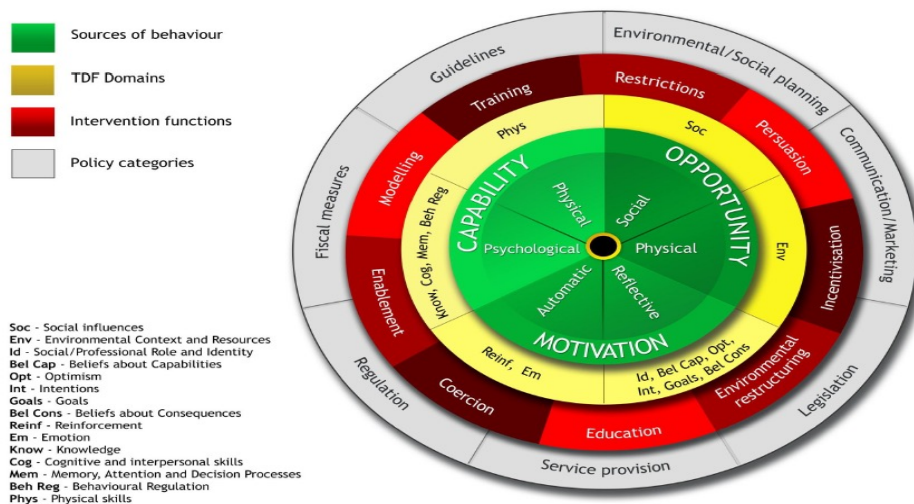 Sources of behaviour
TDF Domains
Intervention functions
Policy categories
Soc - Social influences
Env - Environmental Context and Resources
Id - Social/Professional Role and Identity
Bel Cap - Beliefs about Capabilities
Opt - Optimism
Int - Intentions
Goals - Goals
Bel Cons - Beliefs about Consequences
Reinf - Reinforcement
Em - Emotion
Know - Knowledge
Cog - Cognitive and interpersonal skills
Mem - Memory, Attention and Decision Processes
Beh Reg - Behavioural Regulation
Phys - Physical skills
Guidelines
Environmental/Social planning
Communication/Marketing
Legislation
Service provision
Regulation
Fiscal measures
Training
Restrictions
Persuasion
Incentivisation
Environmental
restructuring
Education
Coercion
Enablement
Modelling
Phys
Soc
Env
Id, Bel Cap, Opt,
Int, Goals, Bel Cons
Reinf, Em
Know, Cog, Mem, Beh Reg
CAPABILITY
OPPORTUNITY
MOTIVATION
Physical
Social
Physical
Reflective
Automatic
Psychological